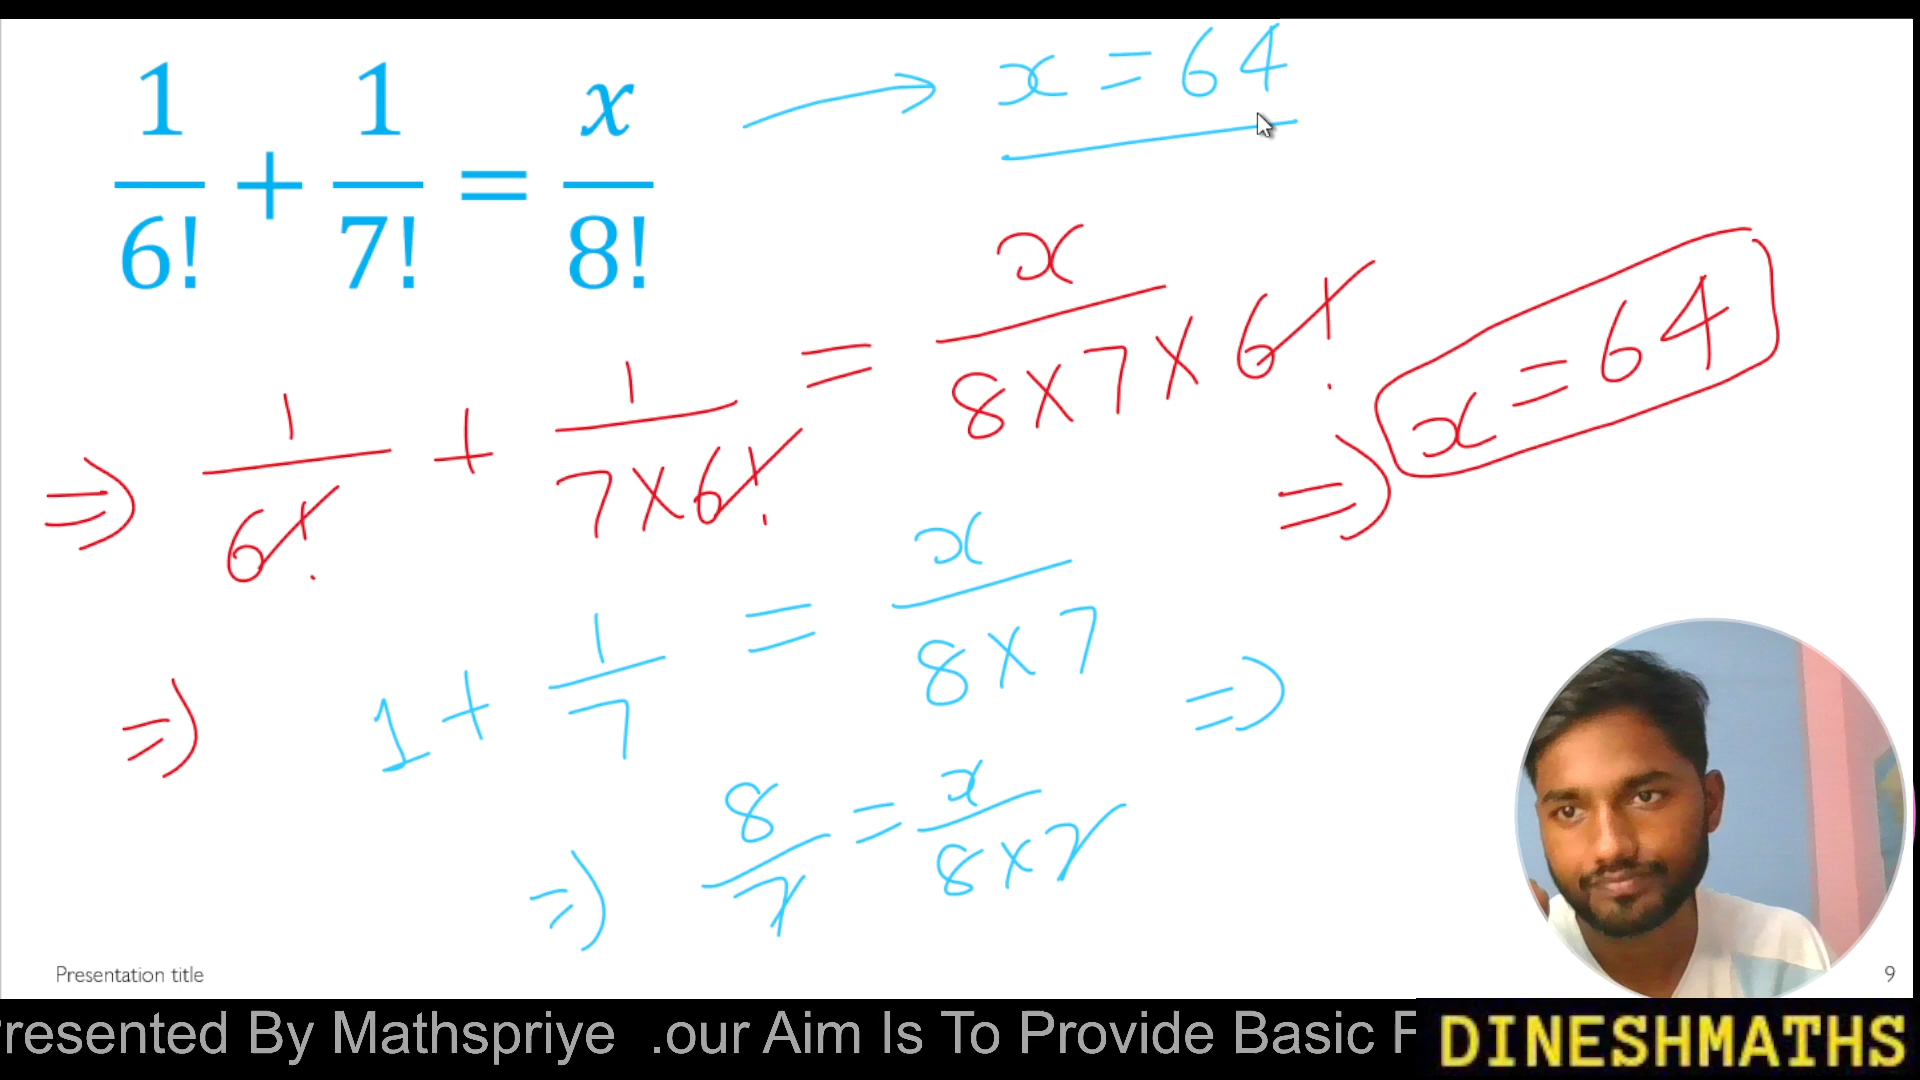 1/6! + 1/7! = x/8! → x = 64
⇒ 1/6! + 1/(7×6!) = x/(8×7×6!) ⇒ x = 64
⇒ 1 + 1/7 = x/(8×7) ⇒
⇒ 8/7 = x/(8×7)
Presentation title
9
resented By Mathspriye .our Aim Is To Provide Basic F
DINESHMATHS